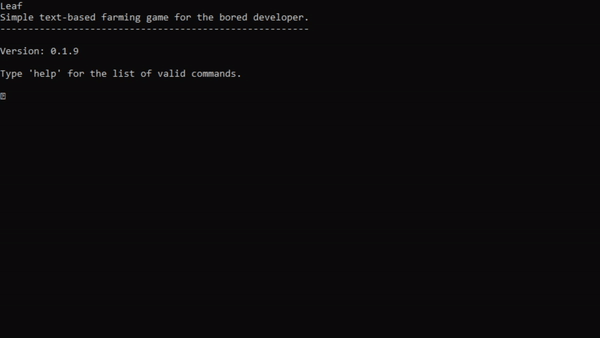 Leaf
Simple text-based farming game for the bored developer.
------------------------------------------------------
Version: 0.1.9
Type 'help' for the list of valid commands.